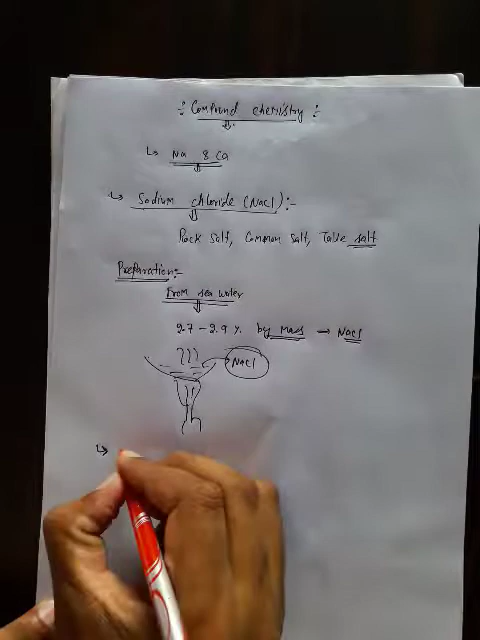 ÷ Compound chemistry ÷
↳ Na & Ca
↳ Sodium chloride (NaCl):-
Rock salt, Common salt, Table salt
Preparation:-
From sea water
2.7 - 2.9 % by mass → NaCl
NaCl
↳